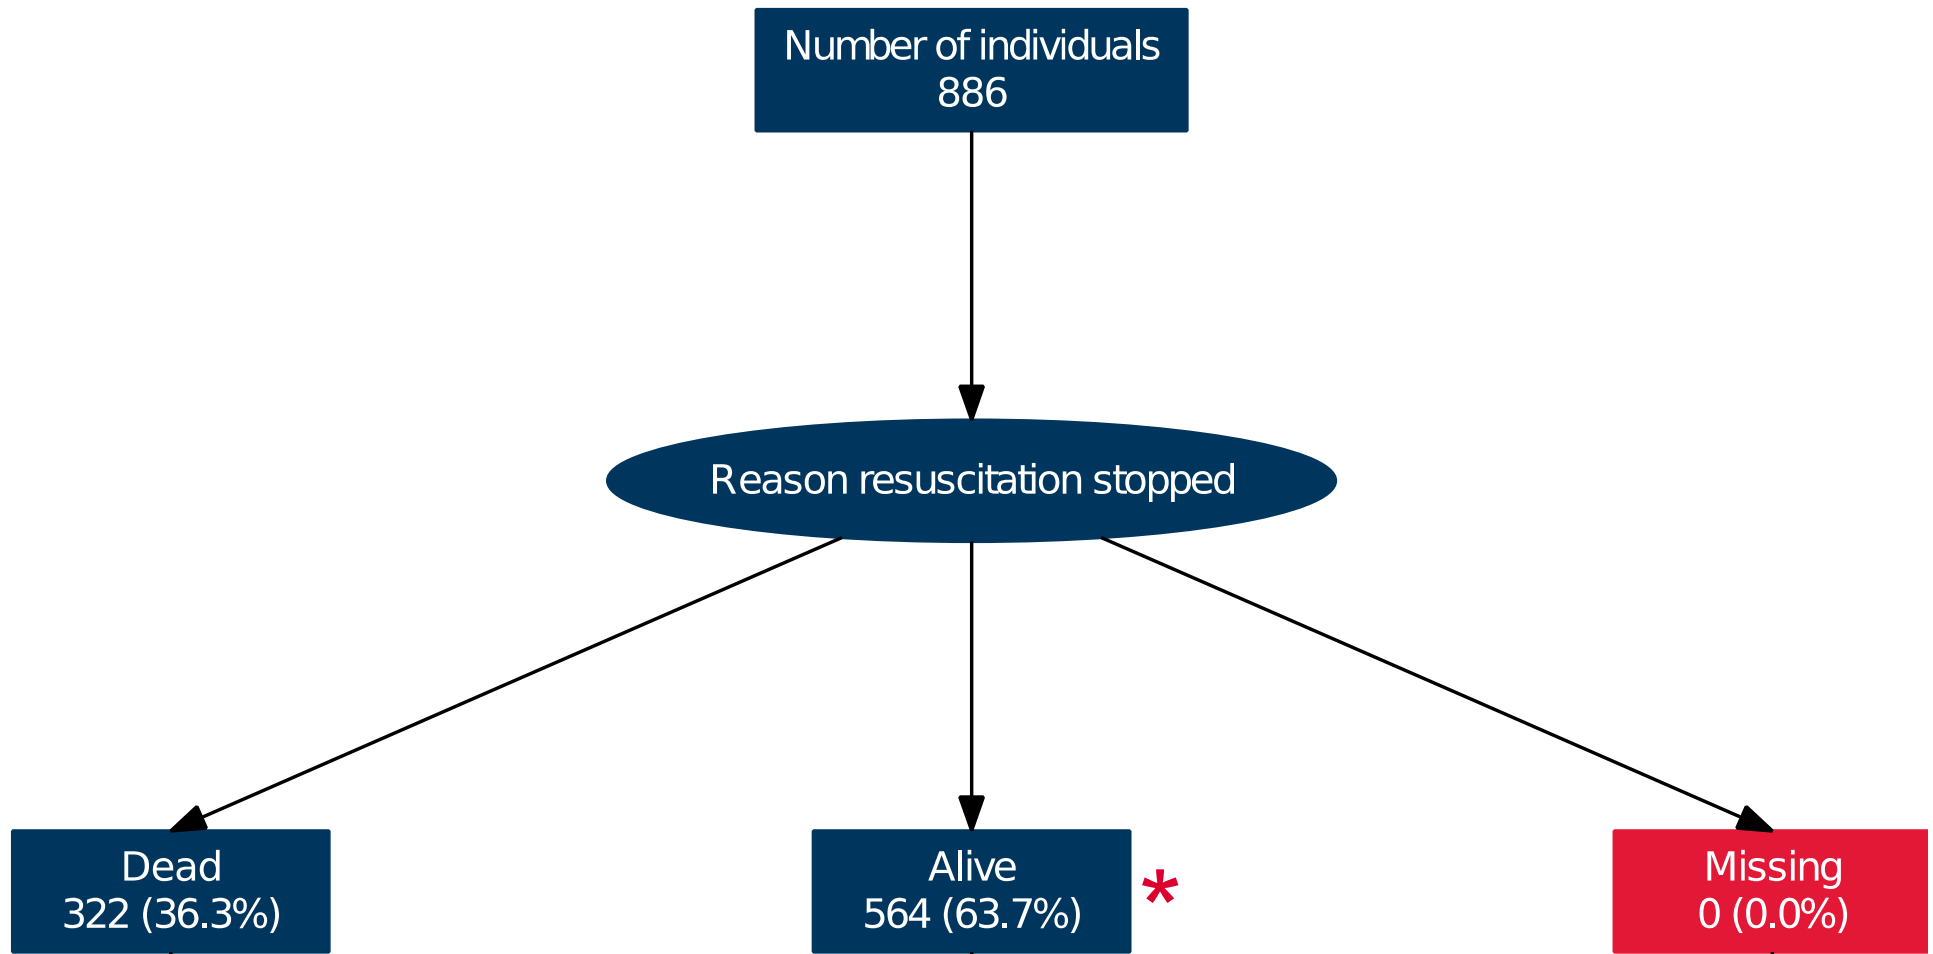 Number of individuals
886
Reason resuscitation stopped
Dead
322 (36.3%)
Alive
564 (63.7%)
*
Missing
0 (0.0%)